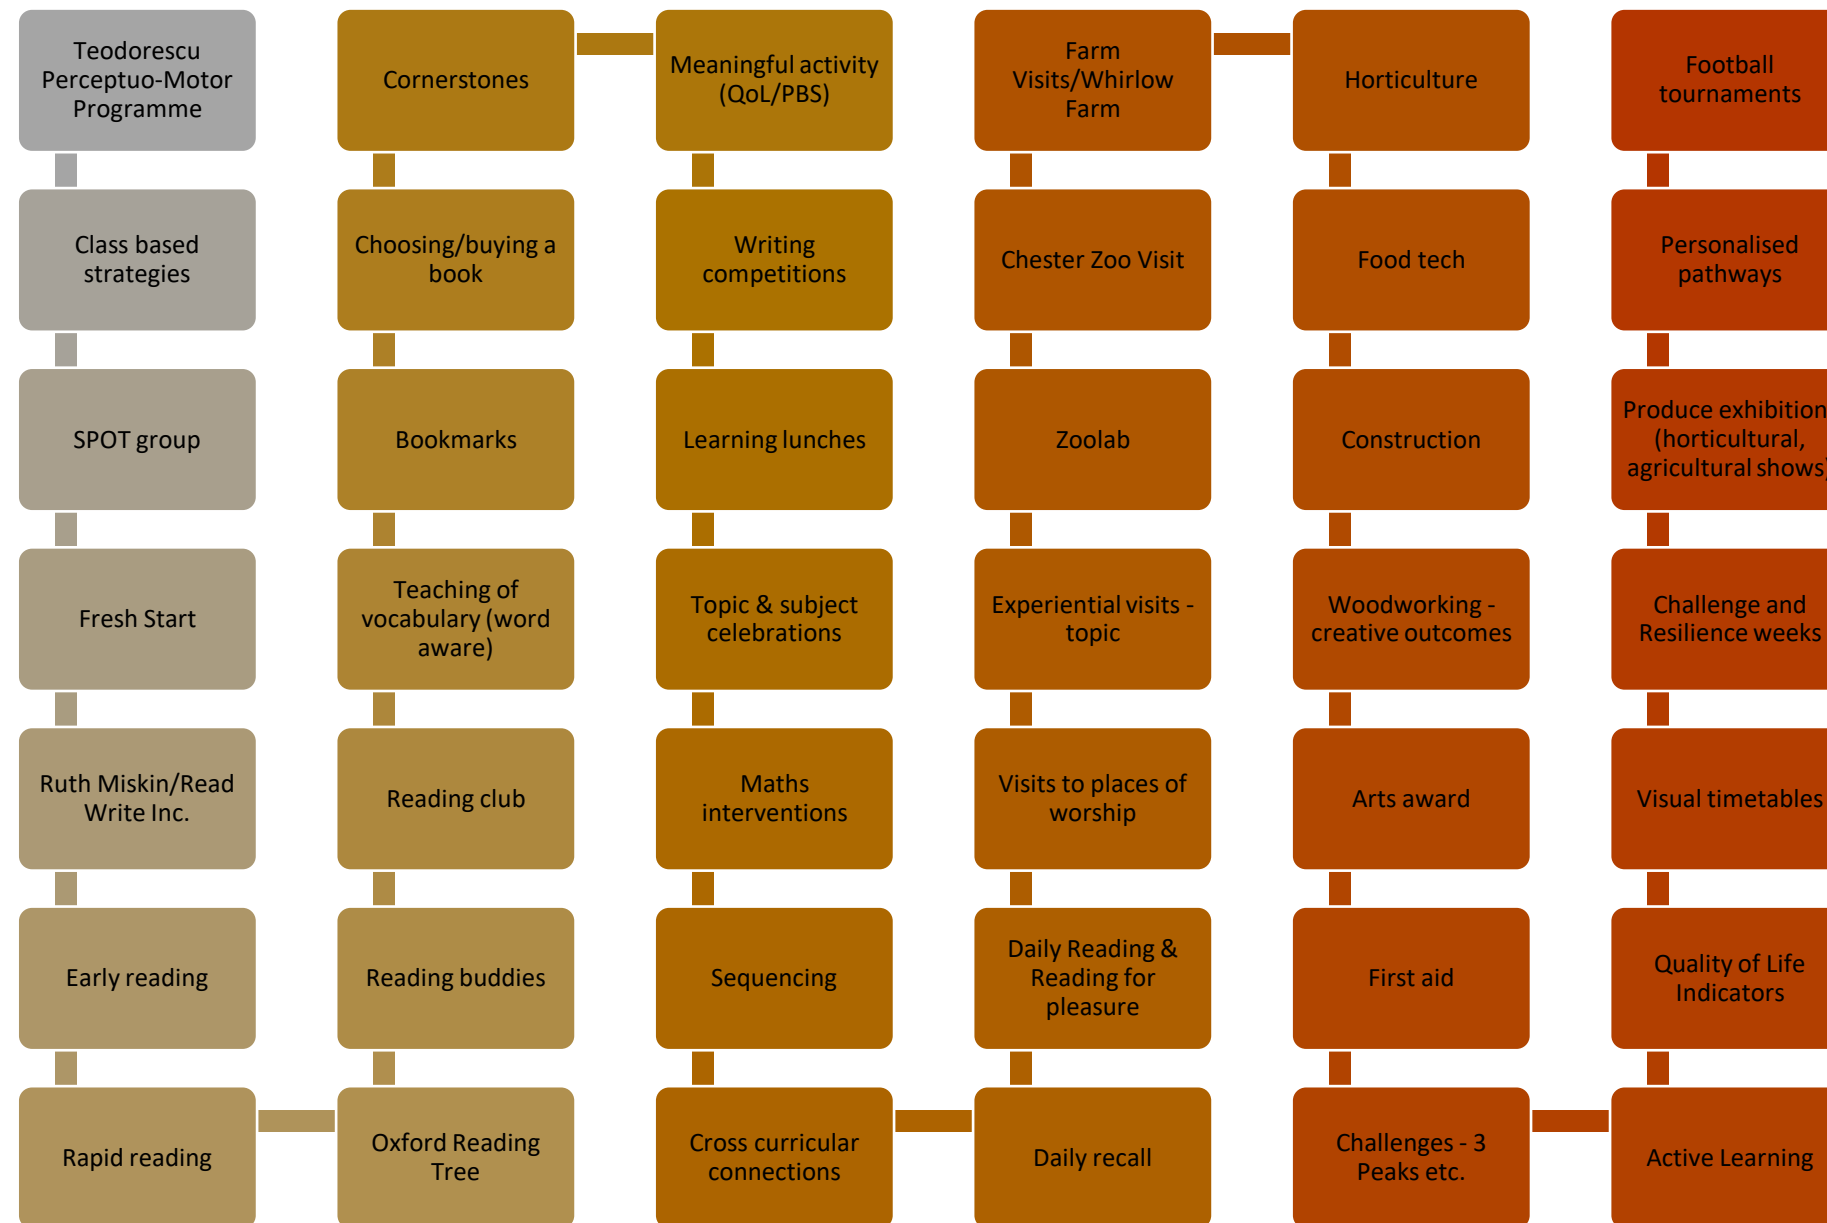 Teodorescu
Perceptuo-Motor
Programme
Class based
strategies
SPOT group
Fresh Start
Ruth Miskin/Read
Write Inc.
Early reading
Rapid reading
Oxford Reading
Tree
Reading buddies
Reading club
Teaching of
vocabulary (word
aware)
Bookmarks
Choosing/buying a
book
Cornerstones
Meaningful activity
(QoL/PBS)
Writing
competitions
Learning lunches
Topic & subject
celebrations
Maths
interventions
Sequencing
Cross curricular
connections
Daily recall
Daily Reading &
Reading for
pleasure
Visits to places of
worship
Experiential visits -
topic
Zoolab
Chester Zoo Visit
Farm
Visits/Whirlow
Farm
Horticulture
Food tech
Construction
Woodworking -
creative outcomes
Arts award
First aid
Challenges - 3
Peaks etc.
Active Learning
Quality of Life
Indicators
Visual timetables
Challenge and
Resilience weeks
Produce exhibition
(horticultural,
agricultural shows)
Personalised
pathways
Football
tournaments